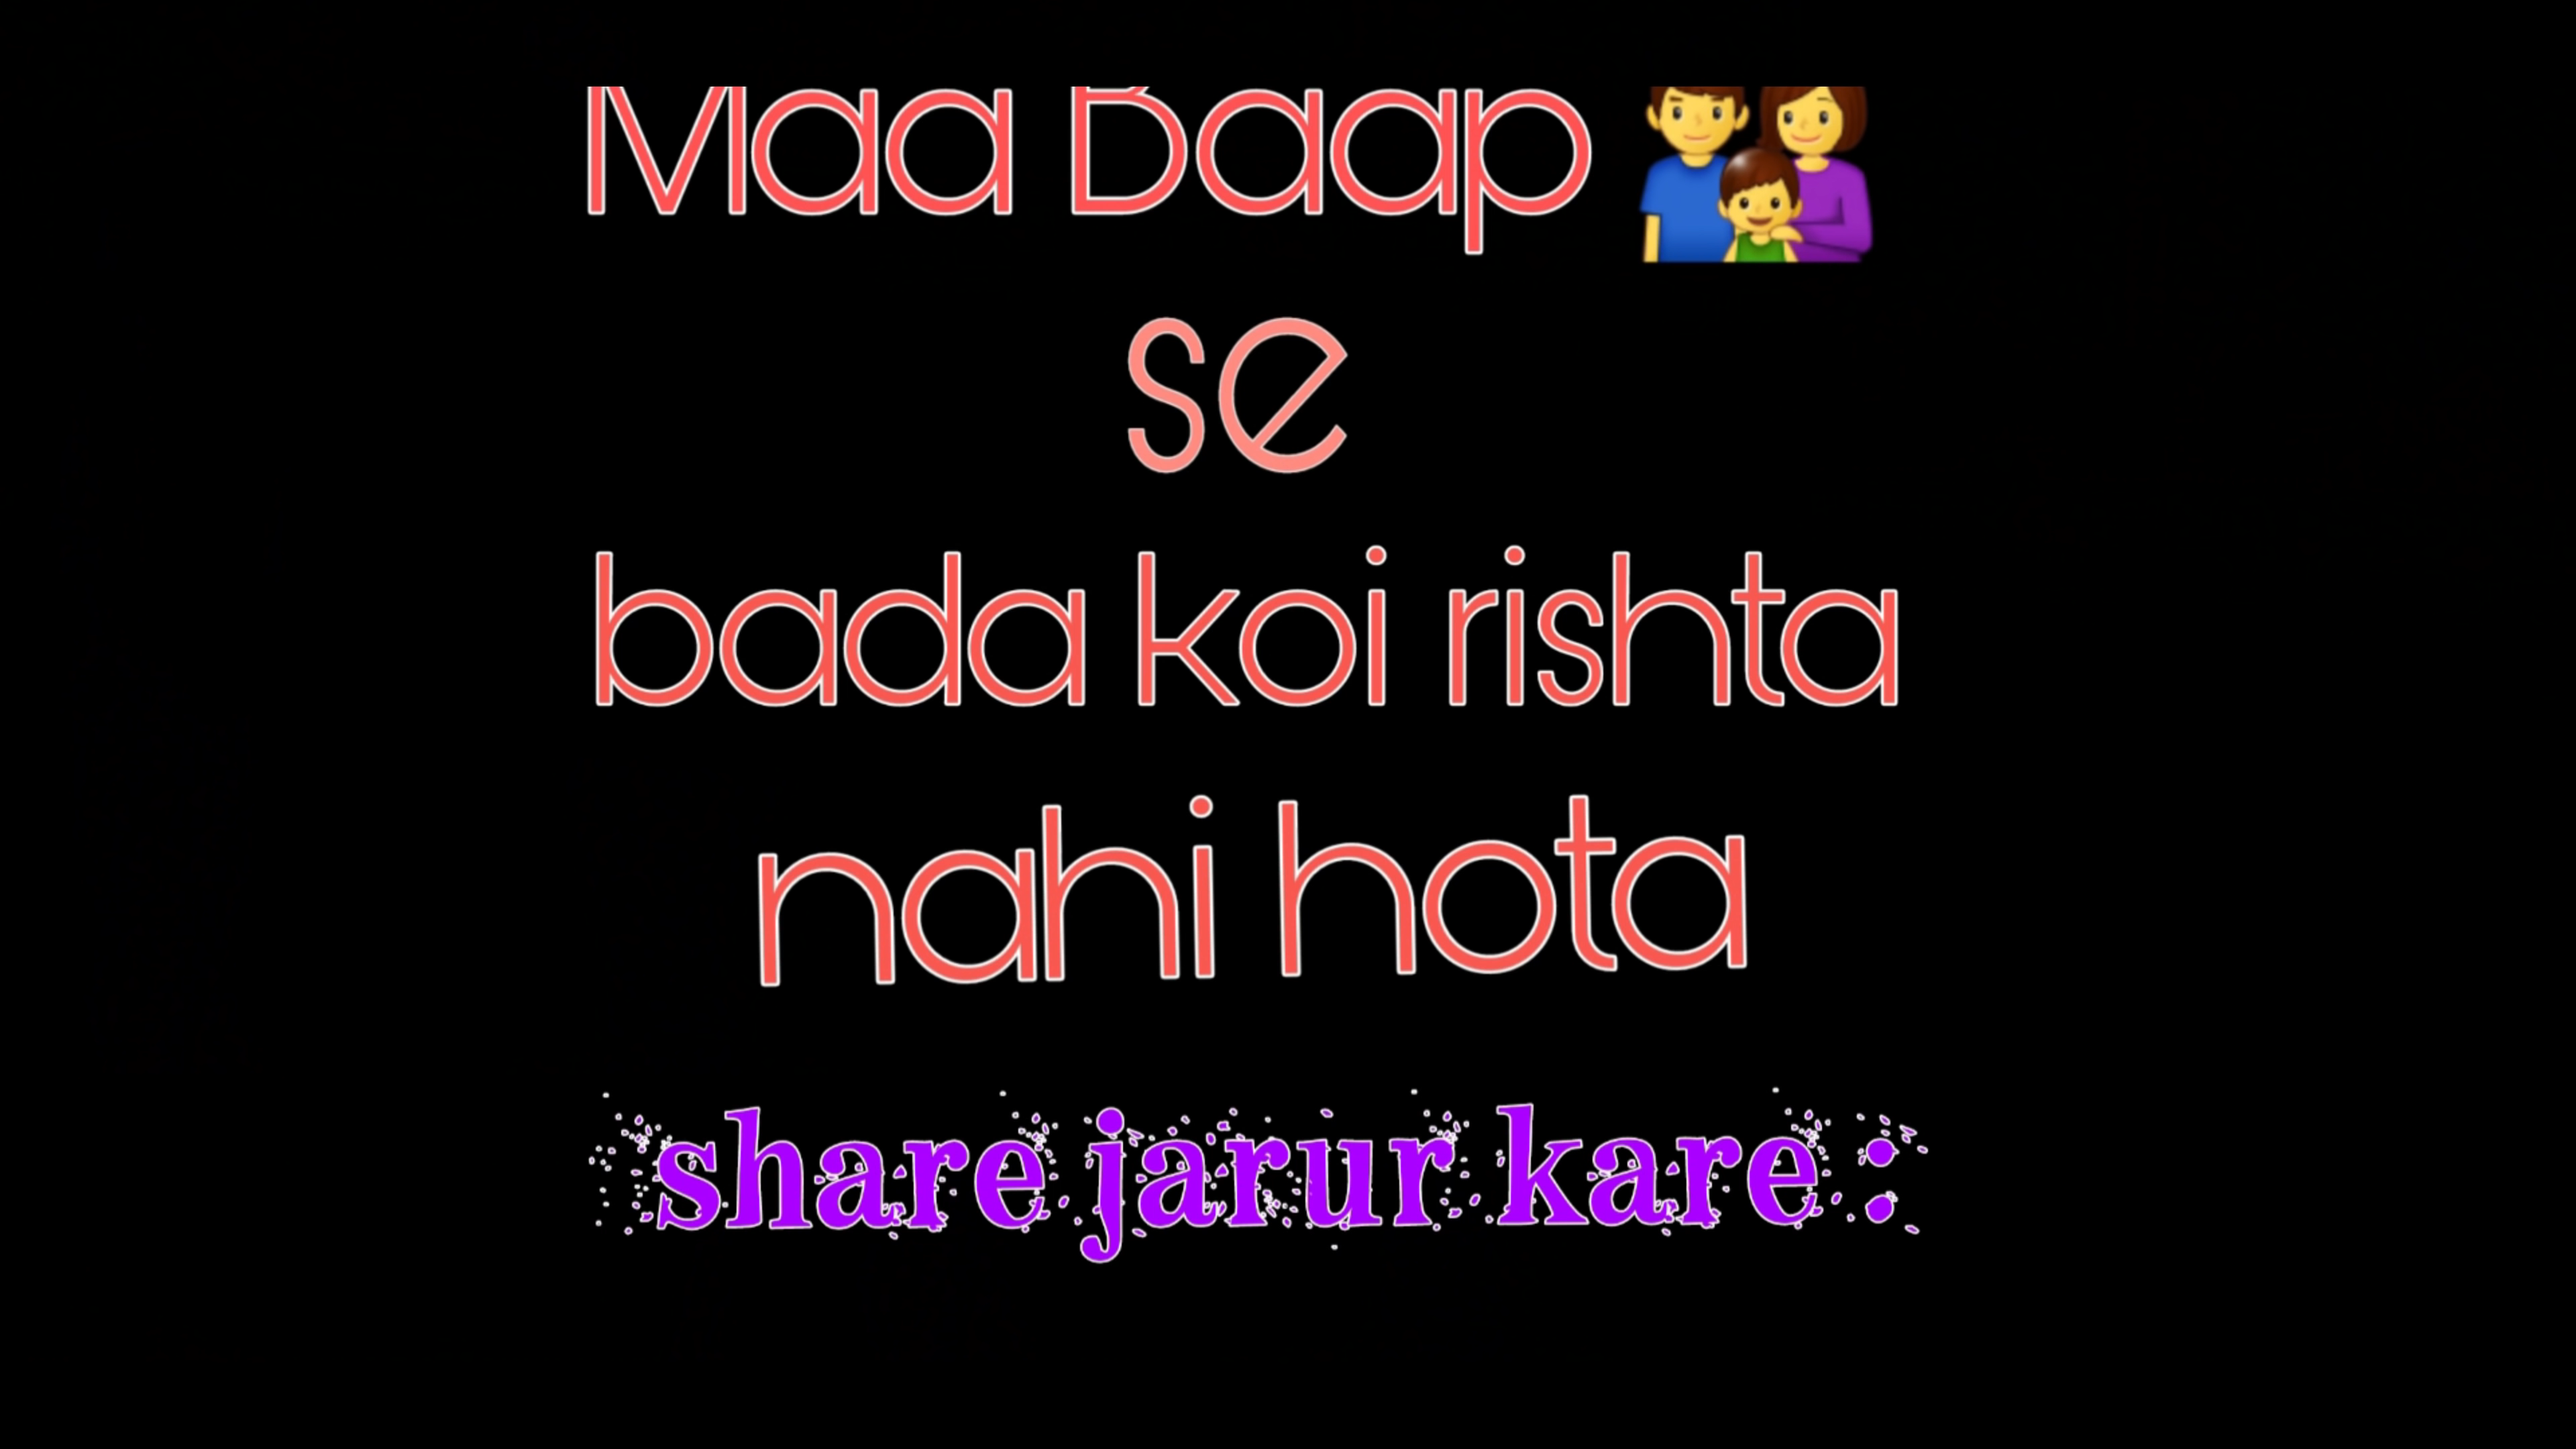 Maa Baap 👨‍👩‍👦
se
bada koi rishta
nahi hota
share jarur kare :